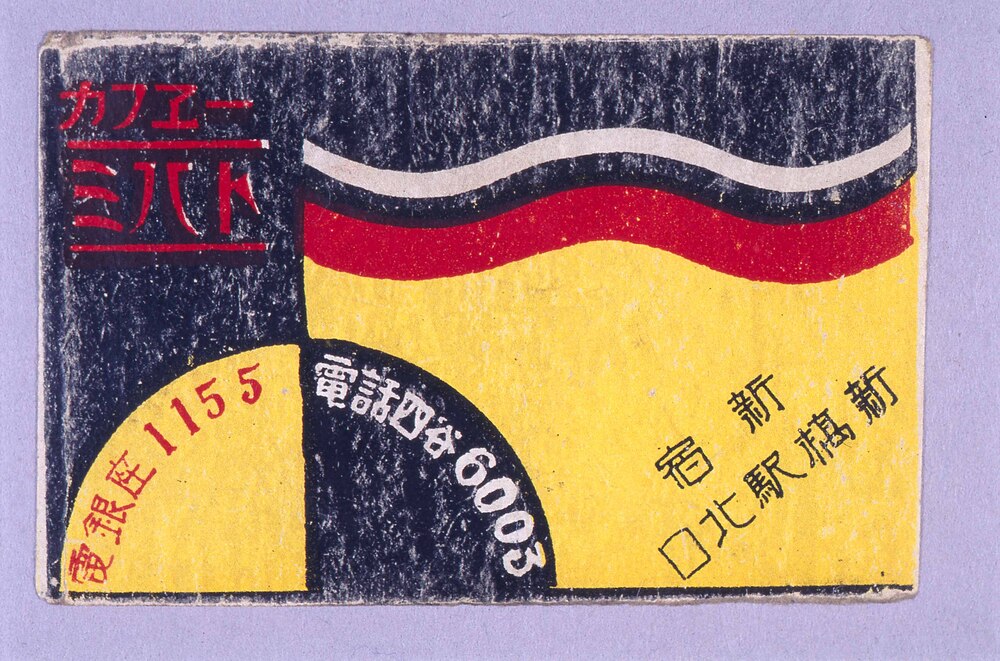 カフヱー
ミハト
電銀座1155
電話四谷6003
新宿
新橋駅北口